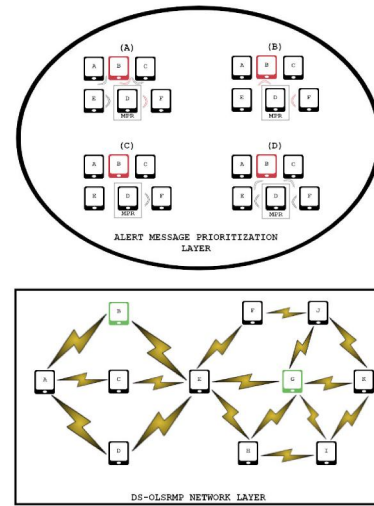 (A) (B)
A B C A B C
E D F E D F
MPR MPR
(C) (D)
A B C A B C
E D F E D F
MPR MPR
ALERT MESSAGE PRIORITIZATION
LAYER
B F J
A C E G K
D H I
DS-OLSRMP NETWORK LAYER